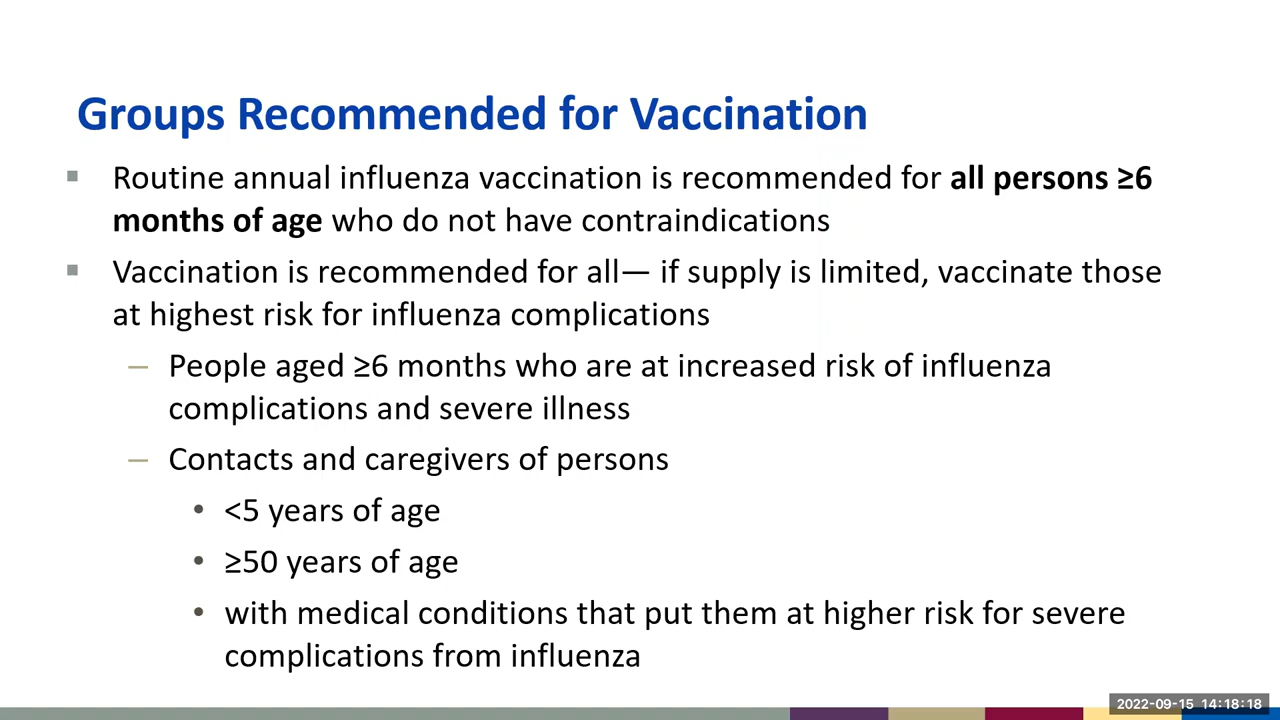 Groups Recommended for Vaccination
▪ Routine annual influenza vaccination is recommended for all persons ≥6
months of age who do not have contraindications
▪ Vaccination is recommended for all— if supply is limited, vaccinate those
at highest risk for influenza complications
– People aged ≥6 months who are at increased risk of influenza
complications and severe illness
– Contacts and caregivers of persons
• <5 years of age
• ≥50 years of age
• with medical conditions that put them at higher risk for severe
complications from influenza
2022-09-15 14:18:18